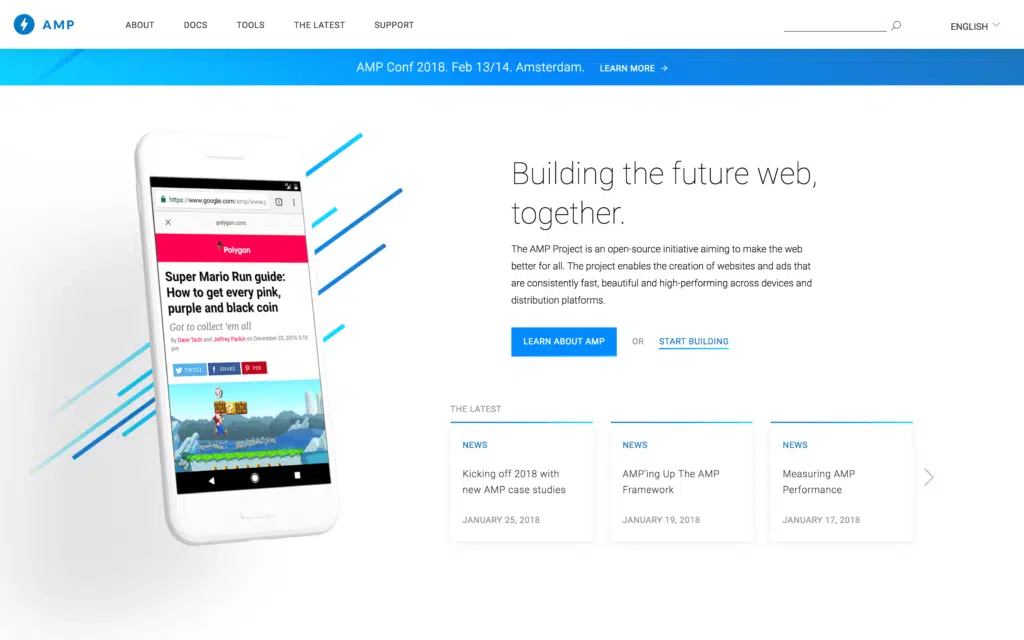 AMP
ABOUT
DOCS
TOOLS
THE LATEST
SUPPORT
ENGLISH
AMP Conf 2018. Feb 13/14. Amsterdam.
LEARN MORE →
https://www.google.com/amp/www.p
polygon.com
Polygon
Super Mario Run guide:
How to get every pink,
purple and black coin
Got to collect 'em all
By Dave Tach and Jeffrey Parkin on December 23, 2016 3:10
pm
TWEET
SHARE
PIN
Building the future web,
together.
The AMP Project is an open-source initiative aiming to make the web
better for all. The project enables the creation of websites and ads that
are consistently fast, beautiful and high-performing across devices and
distribution platforms.
LEARN ABOUT AMP
OR
START BUILDING
THE LATEST
NEWS
Kicking off 2018 with
new AMP case studies
JANUARY 25, 2018
NEWS
AMP'ing Up The AMP
Framework
JANUARY 19, 2018
NEWS
Measuring AMP
Performance
JANUARY 17, 2018